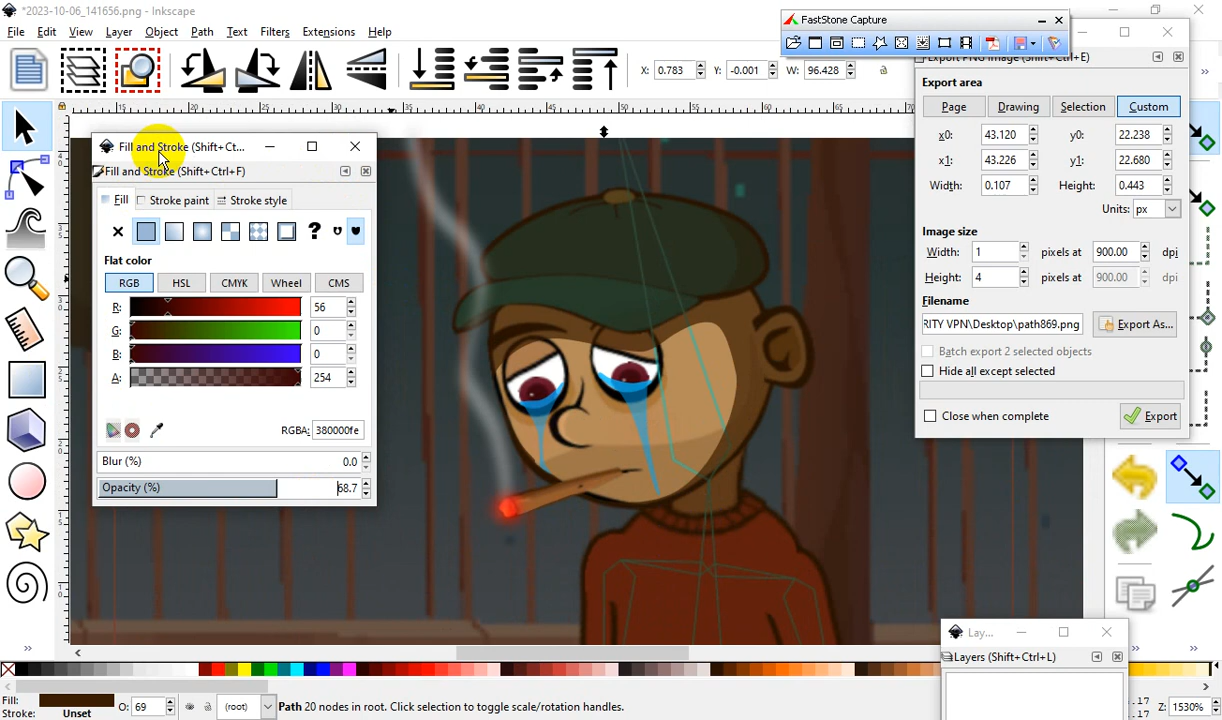 *2023-10-06_141656.png - Inkscape
FastStone Capture
File Edit View Layer Object Path Text Filters Extensions Help
X: 0.783 Y: -0.001 W: 96.428
Export PNG Image (Shift+Ctrl+E)
Export area
Page Drawing Selection Custom
x0: 43.120 y0: 22.238
x1: 43.226 y1: 22.680
Width: 0.107 Height: 0.443
Units: px
Image size
Width: 1 pixels at 900.00 dpi
Height: 4 pixels at 900.00 dpi
Filename
RITY VPN\Desktop\path869.png Export As...
Batch export 2 selected objects
Hide all except selected
Close when complete Export
Fill and Stroke (Shift+Ct...
Fill and Stroke (Shift+Ctrl+F)
Fill Stroke paint Stroke style
Flat color
RGB HSL CMYK Wheel CMS
R: 56
G: 0
B: 0
A: 254
RGBA: 380000fe
Blur (%) 0.0
Opacity (%) 68.7
Lay...
Layers (Shift+Ctrl+L)
Fill:
Stroke: Unset
O: 69 (root) Path 20 nodes in root. Click selection to toggle scale/rotation handles.
Z: 1530%